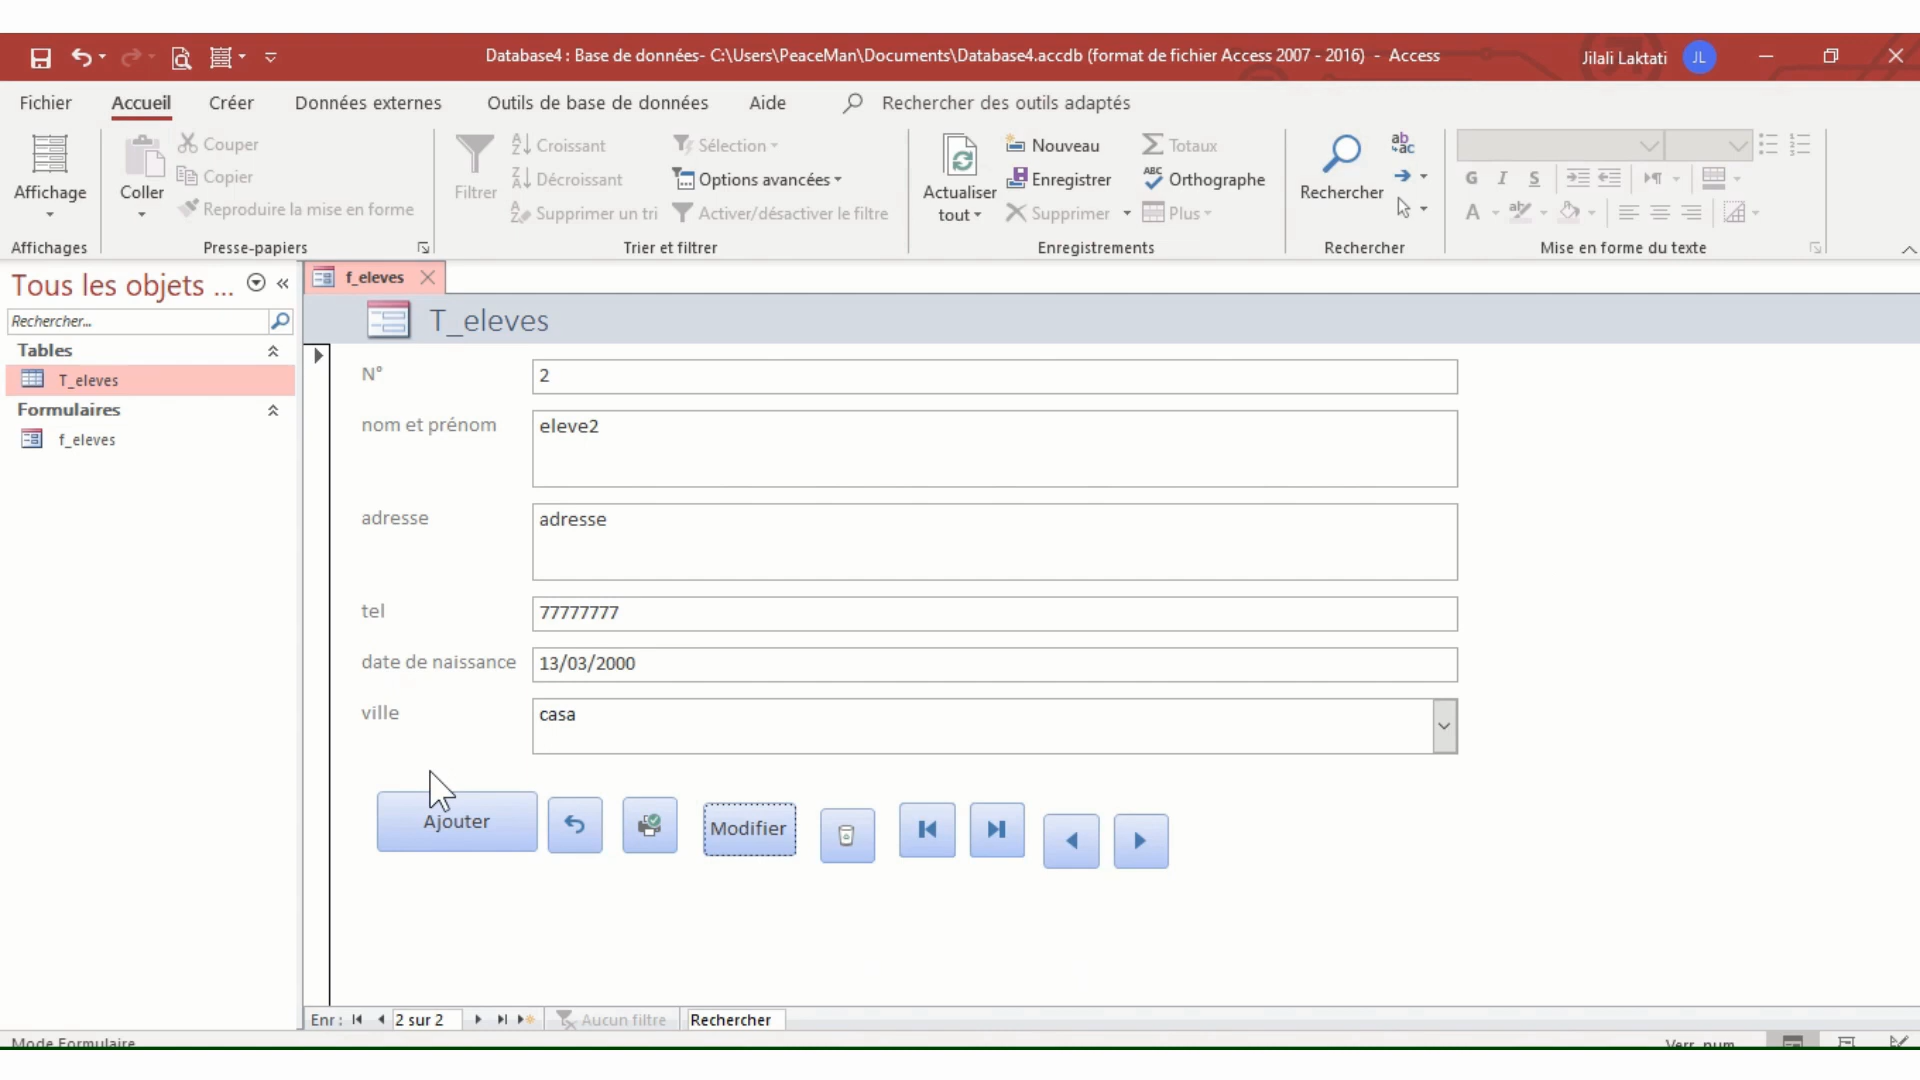 Database4 : Base de données- C:\Users\PeaceMan\Documents\Database4.accdb (format de fichier Access 2007 - 2016) - Access
Jilali Laktati
JL
Fichier
Accueil
Créer
Données externes
Outils de base de données
Aide
Rechercher des outils adaptés
Affichage
Affichages
Coller
Couper
Copier
Reproduire la mise en forme
Presse-papiers
Filtrer
Croissant
Décroissant
Supprimer un tri
Sélection
Options avancées
Activer/désactiver le filtre
Trier et filtrer
Actualiser
tout
Nouveau
Enregistrer
Supprimer
Totaux
Orthographe
Plus
Enregistrements
Rechercher
Rechercher
G I S
A
Mise en forme du texte
Tous les objets ...
Rechercher...
Tables
T_eleves
Formulaires
f_eleves
f_eleves
T_eleves
N°
2
nom et prénom
eleve2
adresse
adresse
tel
77777777
date de naissance
13/03/2000
ville
casa
Ajouter
Modifier
Enr :
2 sur 2
Aucun filtre
Rechercher
Mode Formulaire
Verr. num